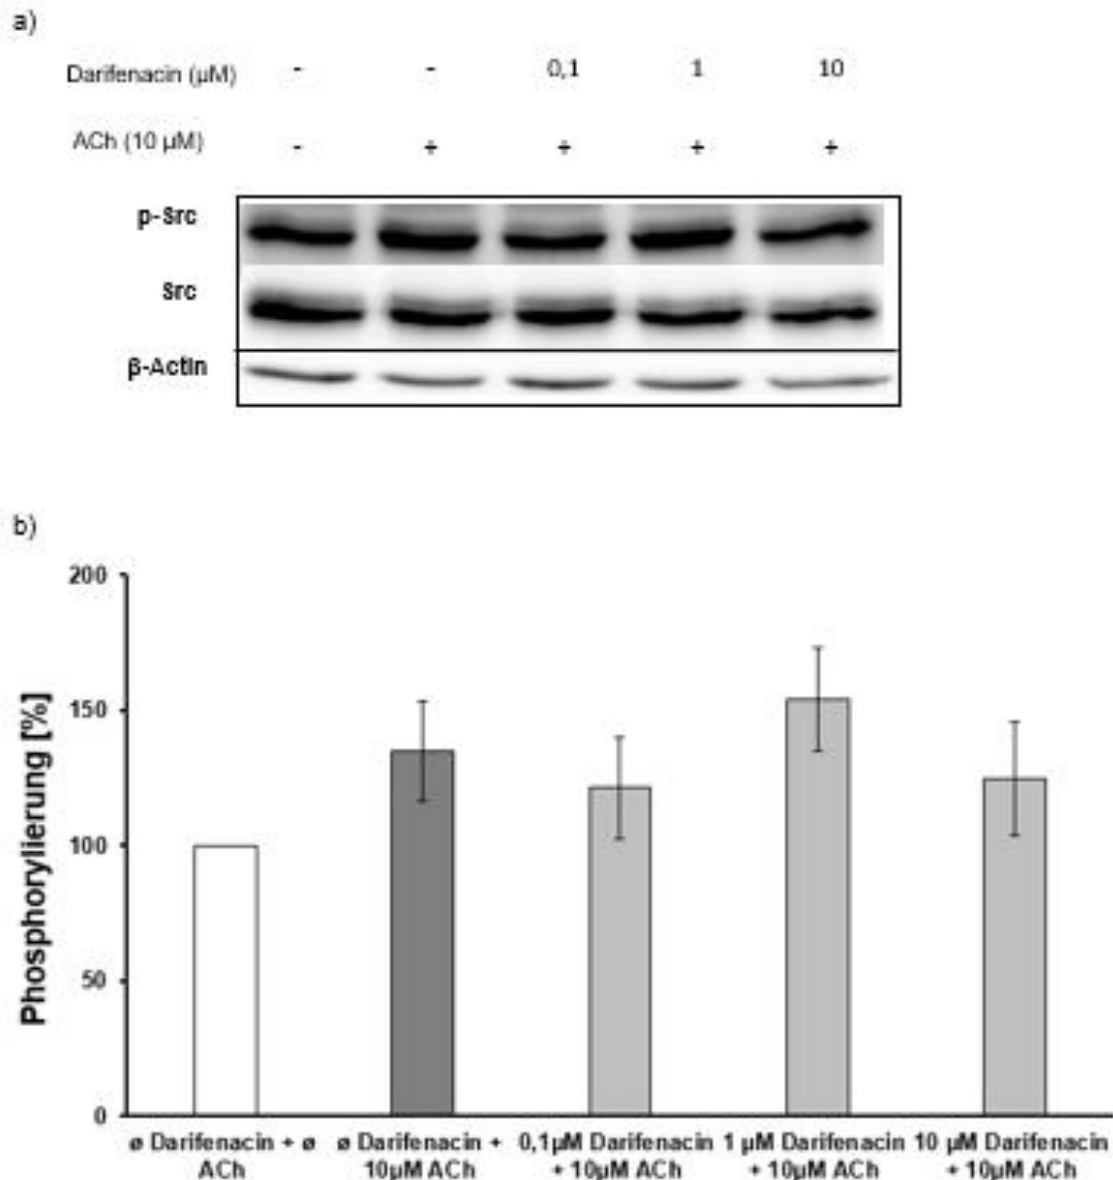 a)
Darifenacin (µM) - - 0,1 1 10
ACh (10 µM) - + + + +
p-Src
Src
β-Actin
b)
200
150
100
50
0
Phosphorylierung [%]
ø Darifenacin + ø ACh
ø Darifenacin + 10µM ACh
0,1µM Darifenacin + 10µM ACh
1 µM Darifenacin + 10µM ACh
10 µM Darifenacin + 10µM ACh